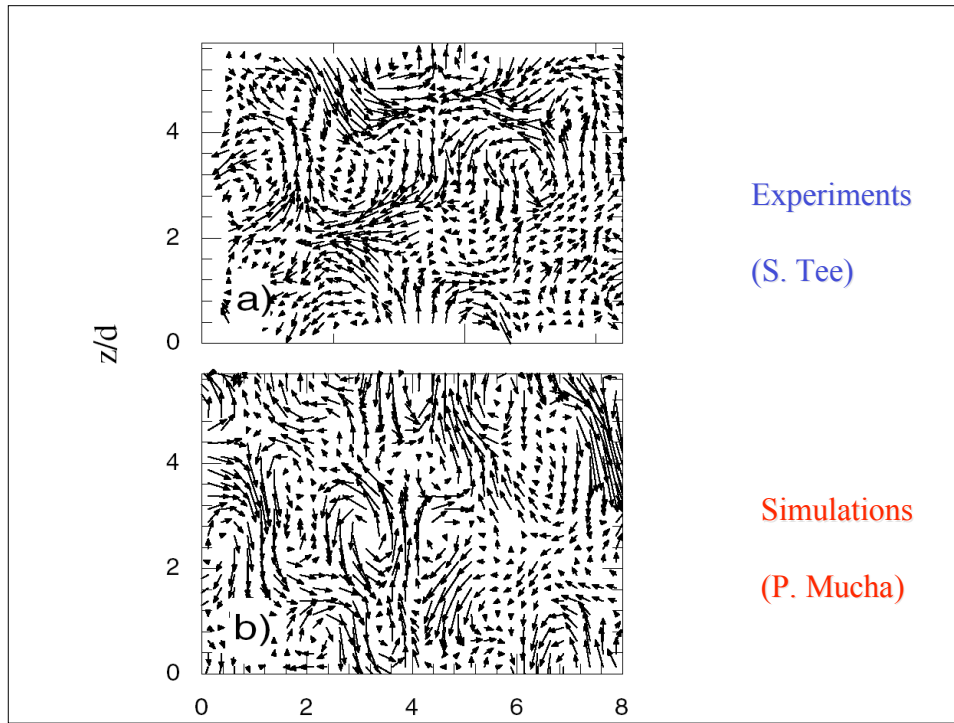 4
2
0
a)
z/d
Experiments
(S. Tee)
4
2
0
b)
Simulations
(P. Mucha)
0
2
4
6
8